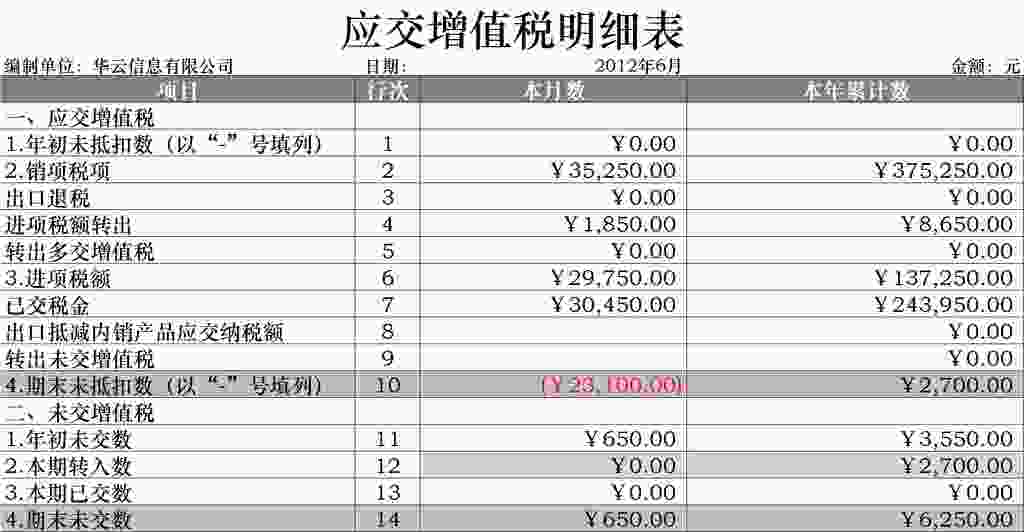 应交增值税明细表
编制单位：华云信息有限公司 日期： 2012年6月 金额：元
项目 行次 本月数 本年累计数
一、应交增值税
1.年初未抵扣数（以“-”号填列） 1 ￥0.00 ￥0.00
2.销项税项 2 ￥35,250.00 ￥375,250.00
出口退税 3 ￥0.00 ￥0.00
进项税额转出 4 ￥1,850.00 ￥8,650.00
转出多交增值税 5 ￥0.00 ￥0.00
3.进项税额 6 ￥29,750.00 ￥137,250.00
已交税金 7 ￥30,450.00 ￥243,950.00
出口抵减内销产品应交纳税额 8 ￥0.00
转出未交增值税 9 ￥0.00
4.期末未抵扣数（以“-”号填列） 10 (￥23,100.00) ￥2,700.00
二、未交增值税
1.年初未交数 11 ￥650.00 ￥3,550.00
2.本期转入数 12 ￥0.00 ￥2,700.00
3.本期已交数 13 ￥0.00 ￥0.00
4.期末未交数 14 ￥650.00 ￥6,250.00